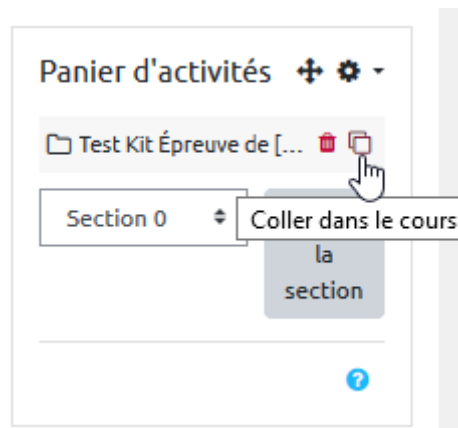 Panier d'activités
Test Kit Épreuve de [...
Section 0
Coller dans le cours
la
section